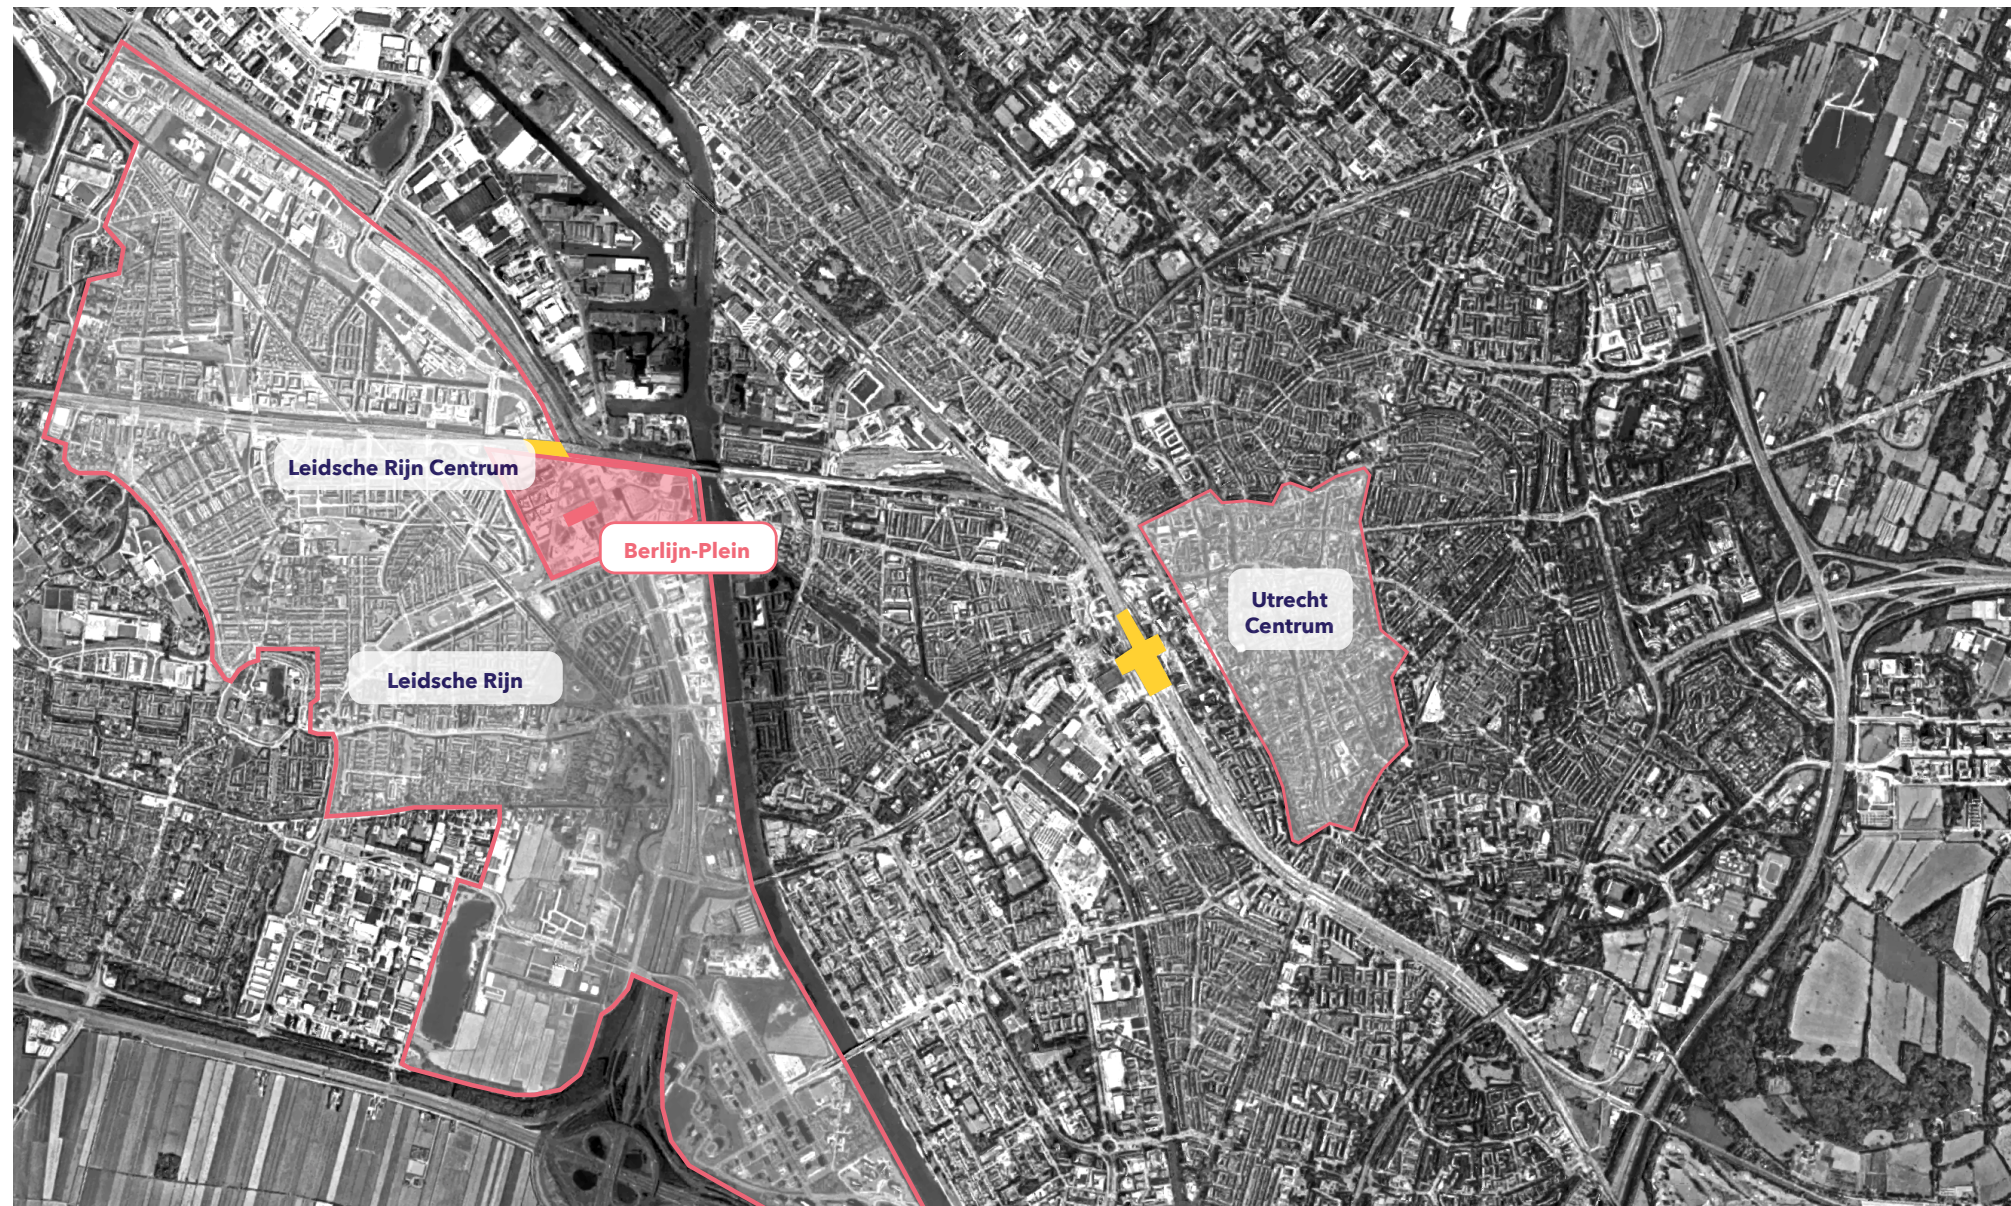 Leidsche Rijn Centrum
Berlijn-Plein
Utrecht
Centrum
Leidsche Rijn